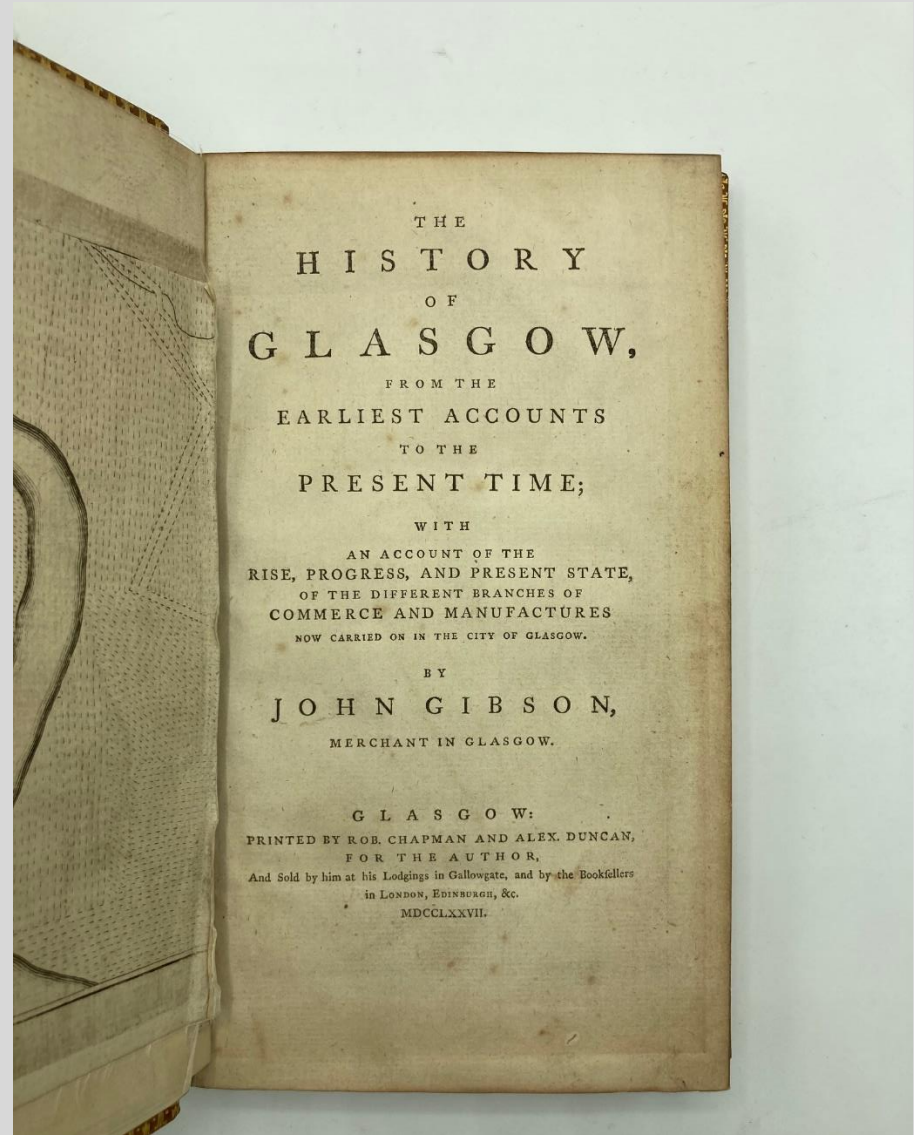 THE
HISTORY
OF
GLASGOW,
FROM THE
EARLIEST ACCOUNTS
TO THE
PRESENT TIME;
WITH
AN ACCOUNT OF THE
RISE, PROGRESS, AND PRESENT STATE,
OF THE DIFFERENT BRANCHES OF
COMMERCE AND MANUFACTURES
NOW CARRIED ON IN THE CITY OF GLASGOW.
BY
JOHN GIBSON,
MERCHANT IN GLASGOW.
GLASGOW:
PRINTED BY ROB. CHAPMAN AND ALEX. DUNCAN,
FOR THE AUTHOR,
And Sold by him at his Lodgings in Gallowgate, and by the Bookſellers
in LONDON, EDINBURGH, &c.
MDCCLXXVII.